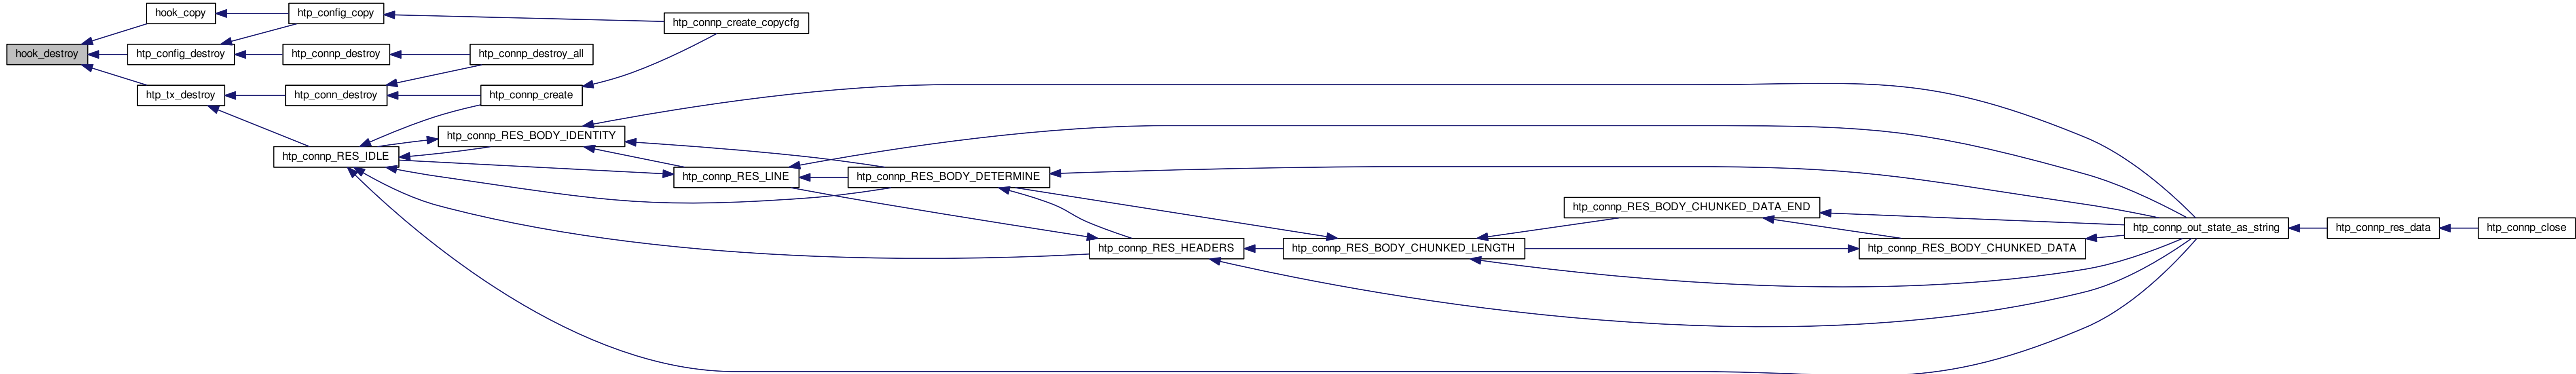 hook_destroy
hook_copy
htp_config_copy
htp_connp_create_copycfg
htp_config_destroy
htp_connp_destroy
htp_connp_destroy_all
htp_tx_destroy
htp_conn_destroy
htp_connp_create
htp_connp_RES_IDLE
htp_connp_RES_BODY_IDENTITY
htp_connp_RES_LINE
htp_connp_RES_BODY_DETERMINE
htp_connp_RES_HEADERS
htp_connp_RES_BODY_CHUNKED_LENGTH
htp_connp_RES_BODY_CHUNKED_DATA_END
htp_connp_RES_BODY_CHUNKED_DATA
htp_connp_out_state_as_string
htp_connp_res_data
htp_connp_close